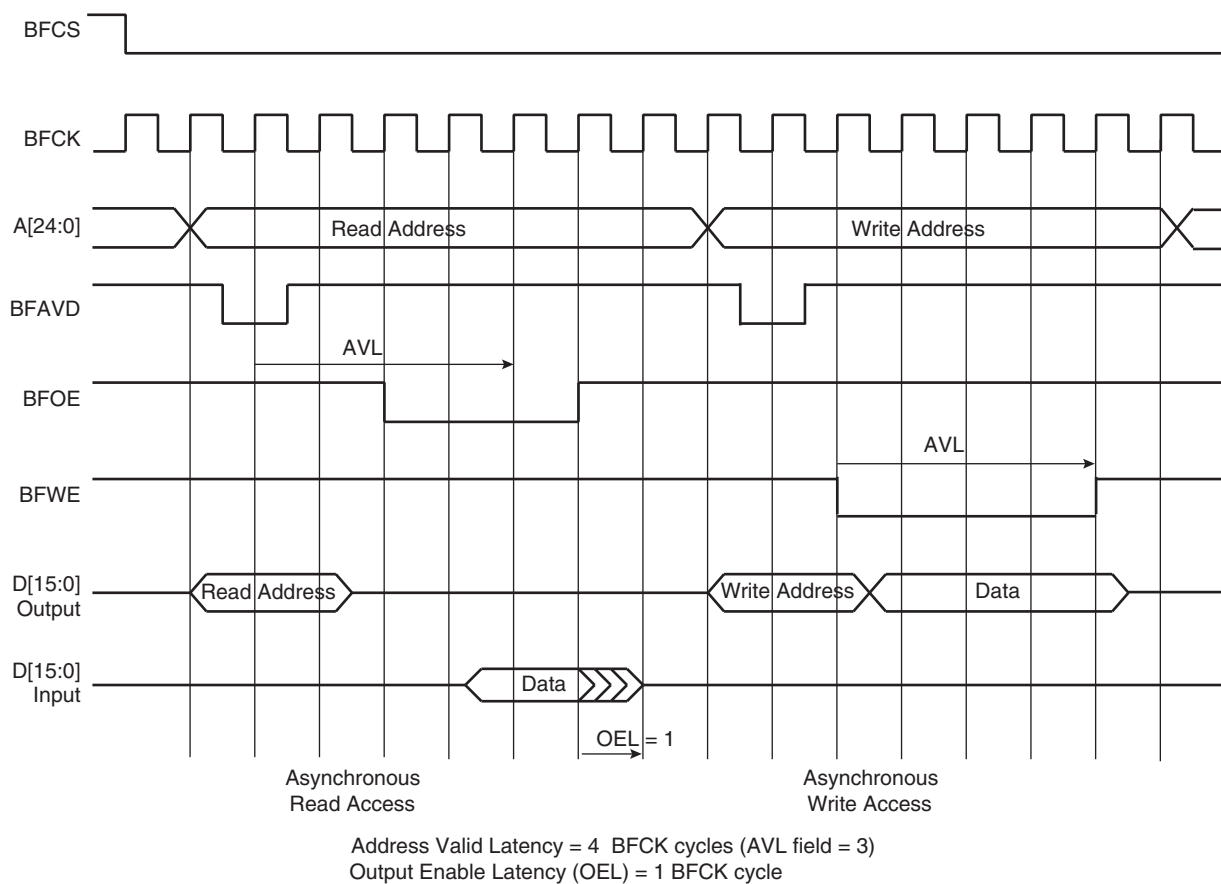 BFCS
BFCK
A[24:0]
Read Address
Write Address
BFAVD
AVL
BFOE
AVL
BFWE
D[15:0]
Output
Read Address
Write Address
Data
D[15:0]
Input
Data
OEL = 1
Asynchronous
Read Access
Asynchronous
Write Access
Address Valid Latency = 4 BFCK cycles (AVL field = 3)
Output Enable Latency (OEL) = 1 BFCK cycle